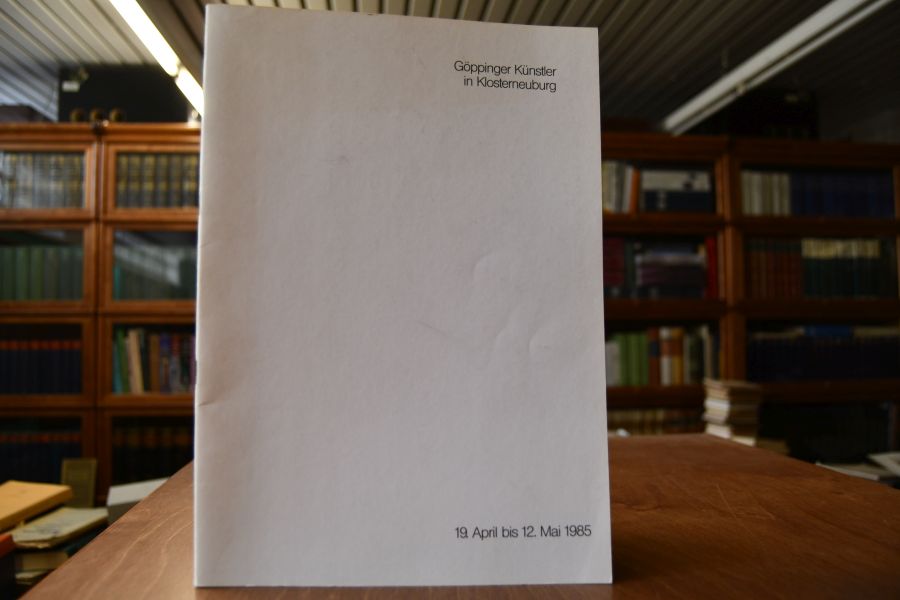 Göppinger Künstler
in Klosterneuburg
19. April bis 12. Mai 1985